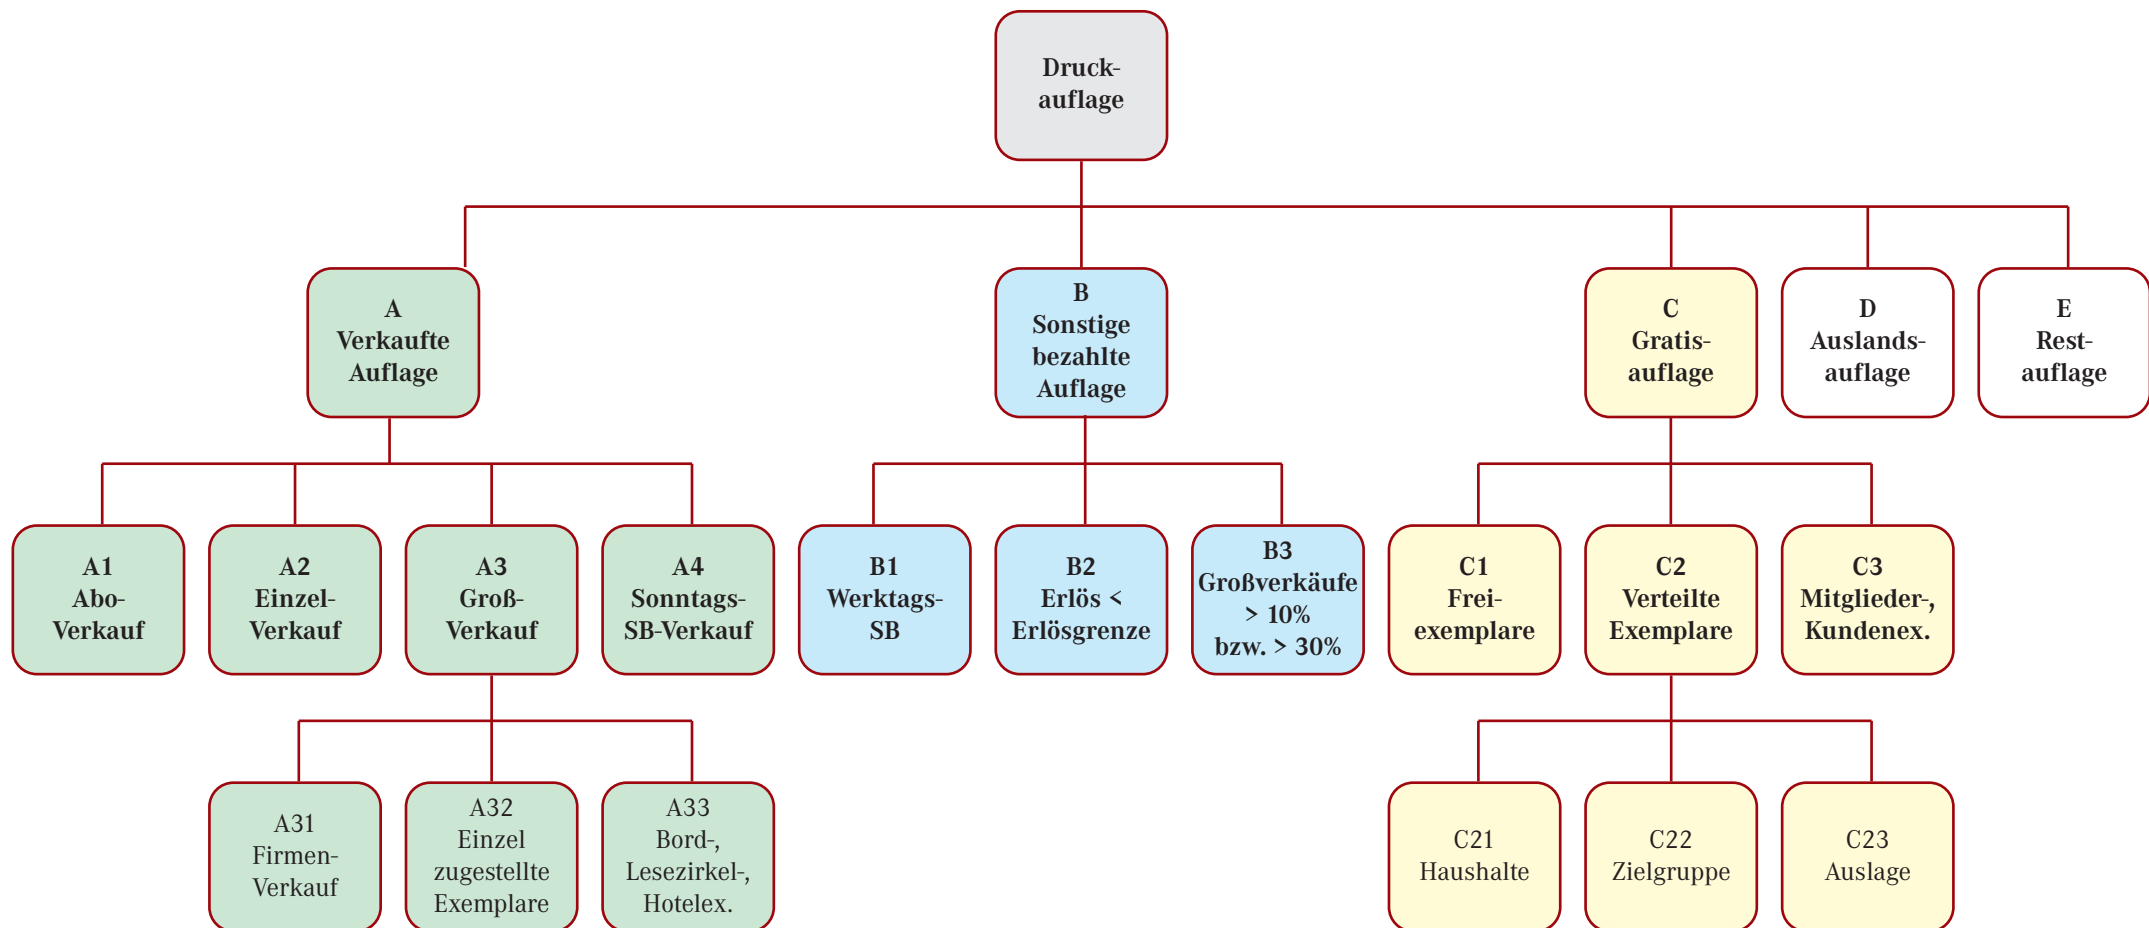 Druck-
auflage
A
Verkaufte
Auflage
B
Sonstige
bezahlte
Auflage
C
Gratis-
auflage
D
Auslands-
auflage
E
Rest-
auflage
A1
Abo-
Verkauf
A2
Einzel-
Verkauf
A3
Groß-
Verkauf
A4
Sonntags-
SB-Verkauf
B1
Werktags-
SB
B2
Erlös <
Erlösgrenze
B3
Großverkäufe
> 10%
bzw. > 30%
C1
Frei-
exemplare
C2
Verteilte
Exemplare
C3
Mitglieder-,
Kundenex.
A31
Firmen-
Verkauf
A32
Einzel
zugestellte
Exemplare
A33
Bord-,
Lesezirkel-,
Hotelex.
C21
Haushalte
C22
Zielgruppe
C23
Auslage